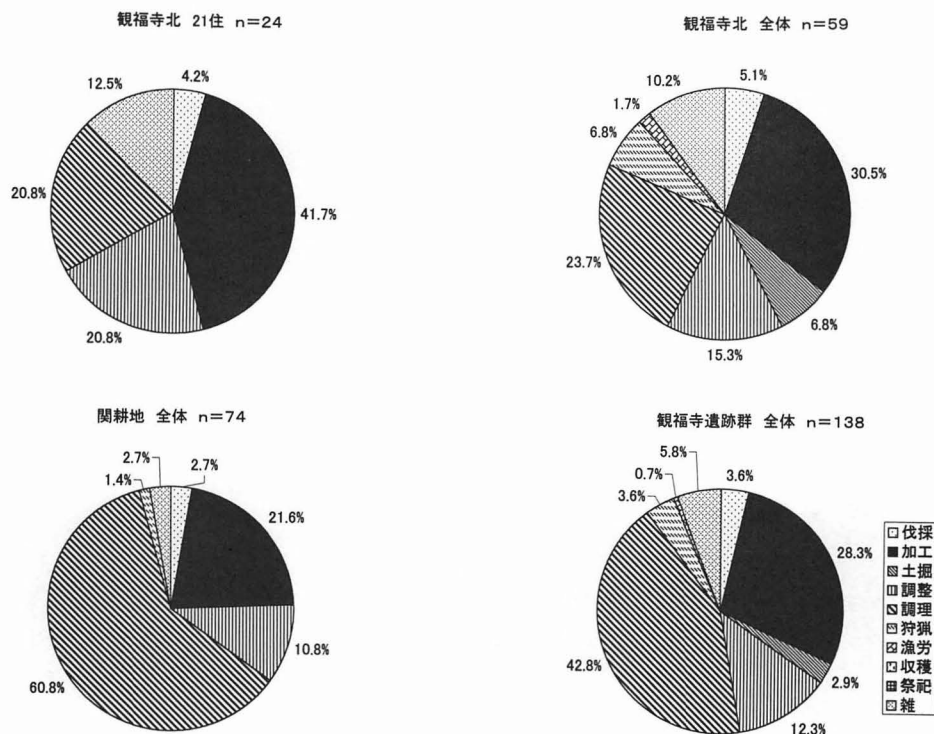 観福寺北 21住 n=24
12.5%
4.2%
20.8%
41.7%
20.8%
観福寺北 全体 n=59
10.2%
5.1%
1.7%
6.8%
30.5%
23.7%
6.8%
15.3%
関耕地 全体 n=74
2.7%
2.7%
1.4%
21.6%
10.8%
60.8%
観福寺遺跡群 全体 n=138
5.8%
3.6%
0.7%
3.6%
28.3%
42.8%
2.9%
12.3%
伐採
加工
土掘
調整
調理
狩猟
漁労
収穫
祭祀
雑